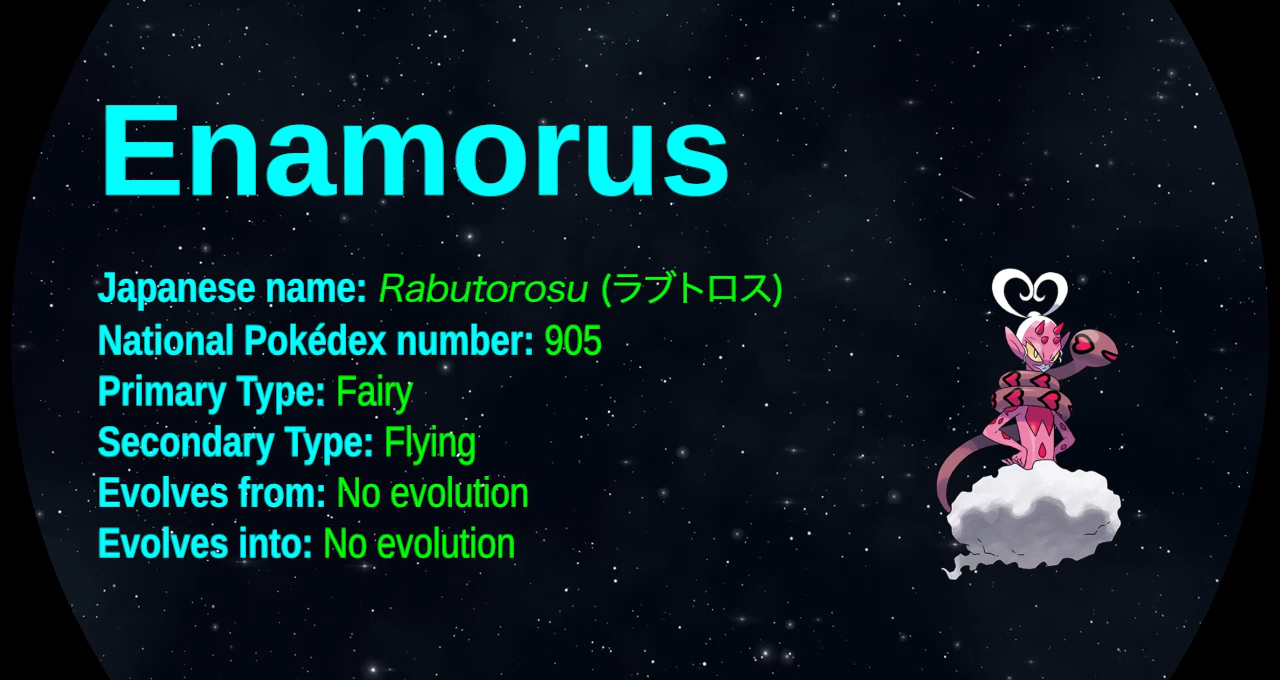 Enamorus
Japanese name: Rabutorosu (ラブトロス)
National Pokédex number: 905
Primary Type: Fairy
Secondary Type: Flying
Evolves from: No evolution
Evolves into: No evolution